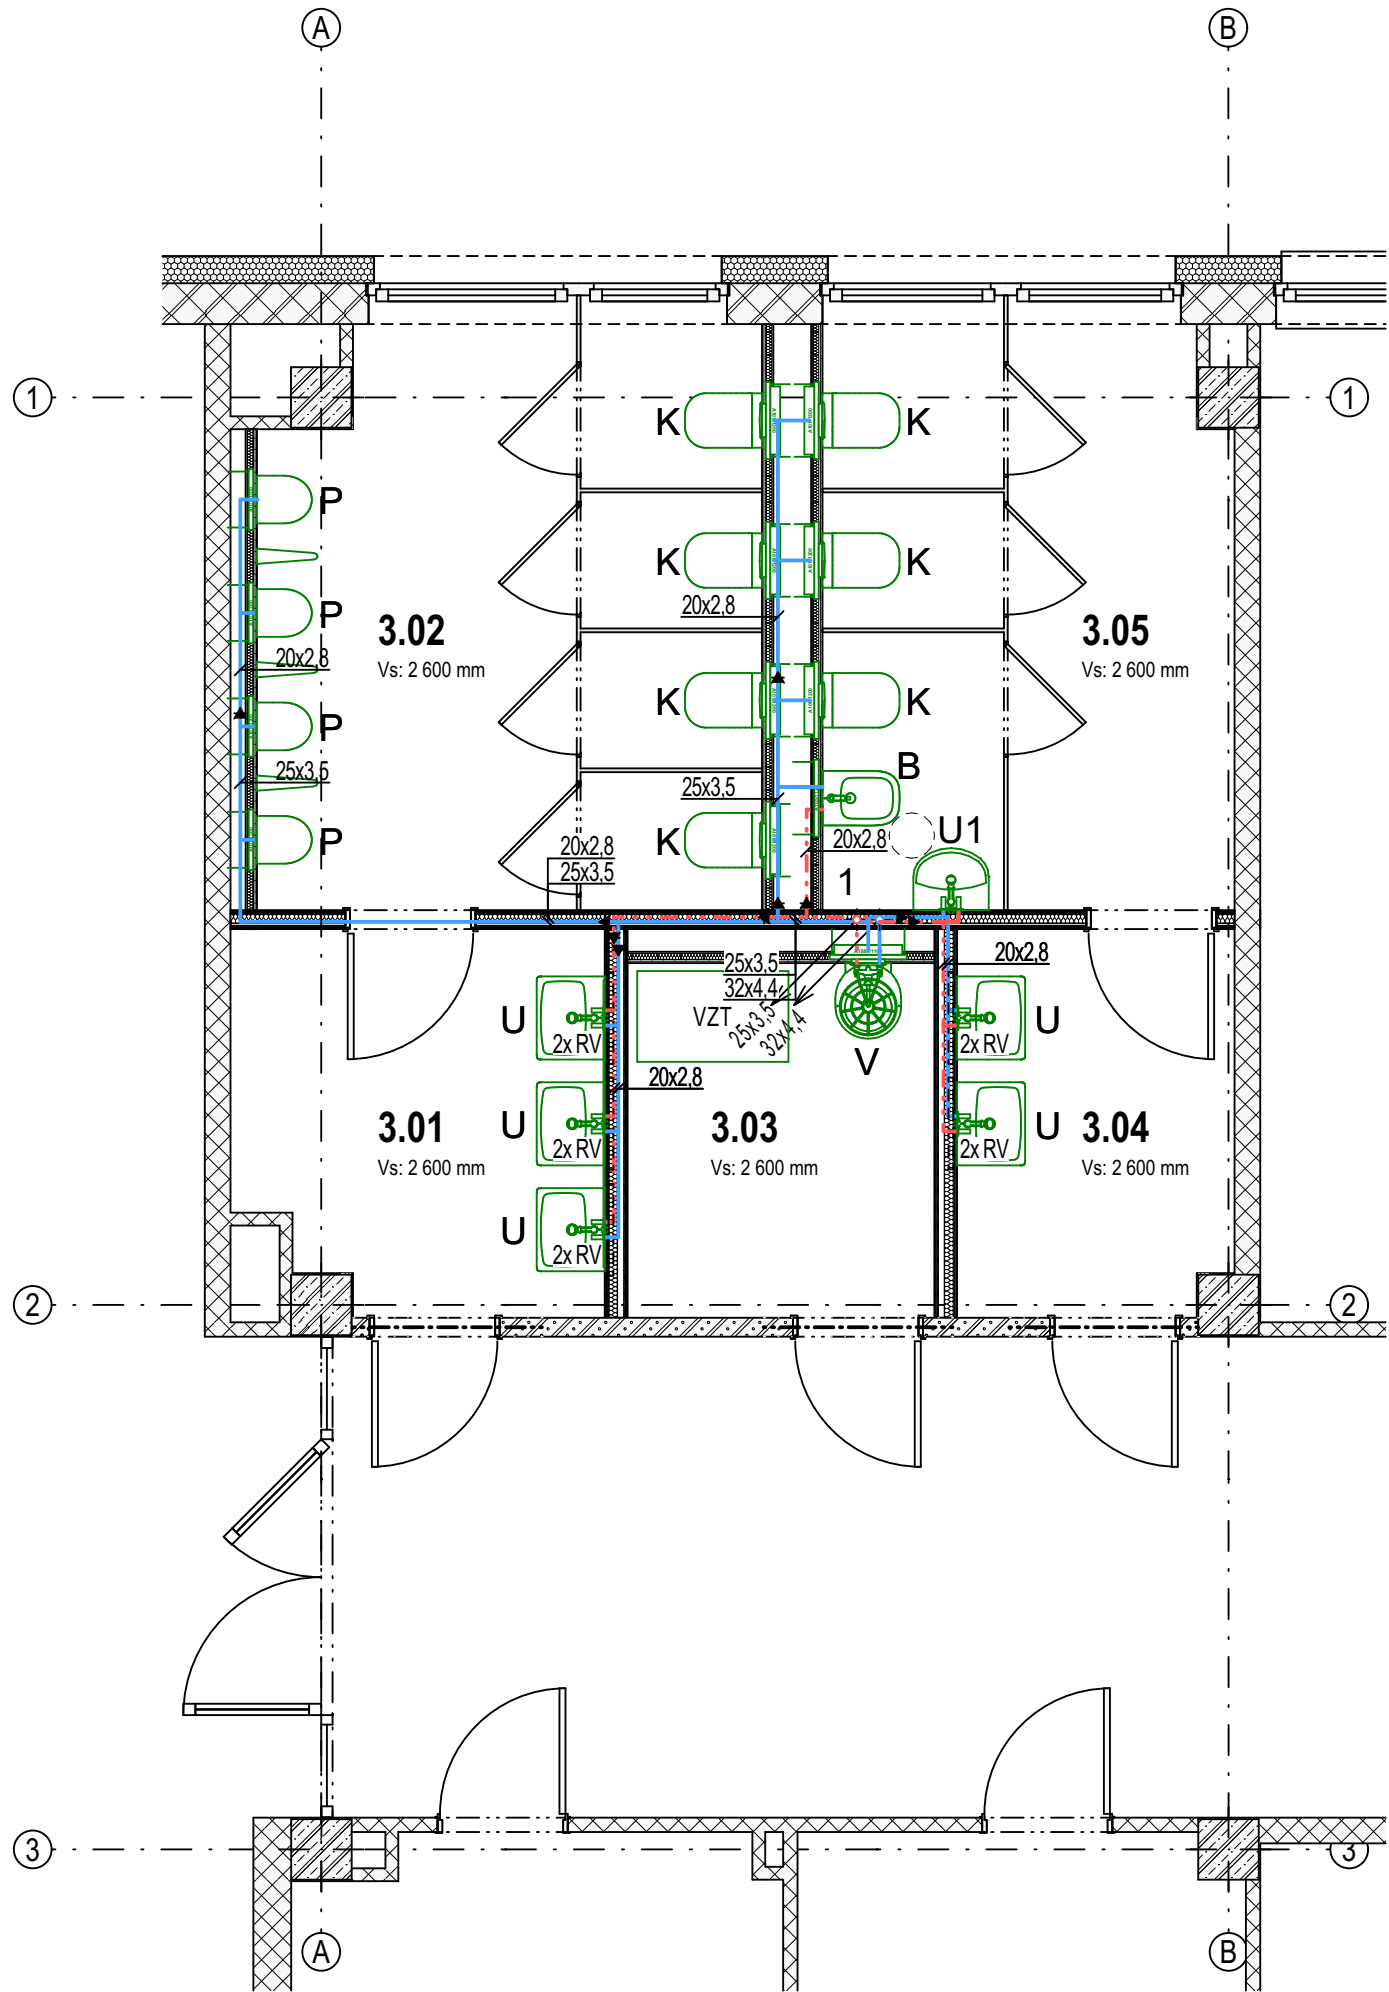 A
B
1
1
K
K
P
K
K
20x2,8
P
3.02
3.05
20x2,8
Vs: 2 600 mm
Vs: 2 600 mm
K
K
P
B
25x3,5
25x3,5
U1
P
K
20x2,8
20x2,8
25x3,5
1
25x3,5
20x2,8
32x4,4
25x3,5
32x4,4
VZT
U
2x RV
2x RV
U
V
20x2,8
U
3.01
3.03
U
3.04
2x RV
2x RV
Vs: 2 600 mm
Vs: 2 600 mm
Vs: 2 600 mm
U
2x RV
2
2
3
3
A
B